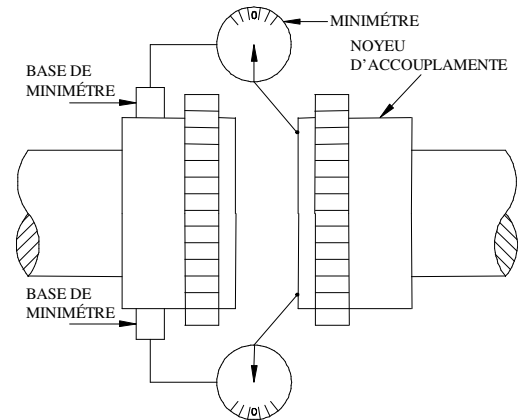 0
MINIMÉTRE
NOYEU
D'ACCOUPLAMENTE
BASE DE
MINIMÉTRE
BASE DE
MINIMÉTRE
0